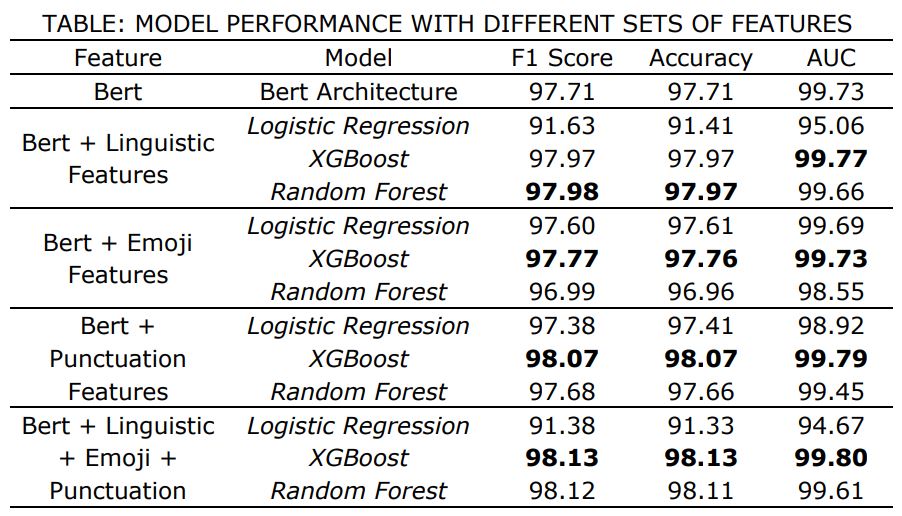 TABLE: MODEL PERFORMANCE WITH DIFFERENT SETS OF FEATURES
Feature Model F1 Score Accuracy AUC
Bert Bert Architecture 97.71 97.71 99.73
Bert + Linguistic Features
Logistic Regression 91.63 91.41 95.06
XGBoost 97.97 97.97 99.77
Random Forest 97.98 97.97 99.66
Bert + Emoji Features
Logistic Regression 97.60 97.61 99.69
XGBoost 97.77 97.76 99.73
Random Forest 96.99 96.96 98.55
Bert + Logistic Regression 97.38 97.41 98.92
Punctuation XGBoost 98.07 98.07 99.79
Features Random Forest 97.68 97.66 99.45
Bert + Linguistic Logistic Regression 91.38 91.33 94.67
+ Emoji + XGBoost 98.13 98.13 99.80
Punctuation Random Forest 98.12 98.11 99.61